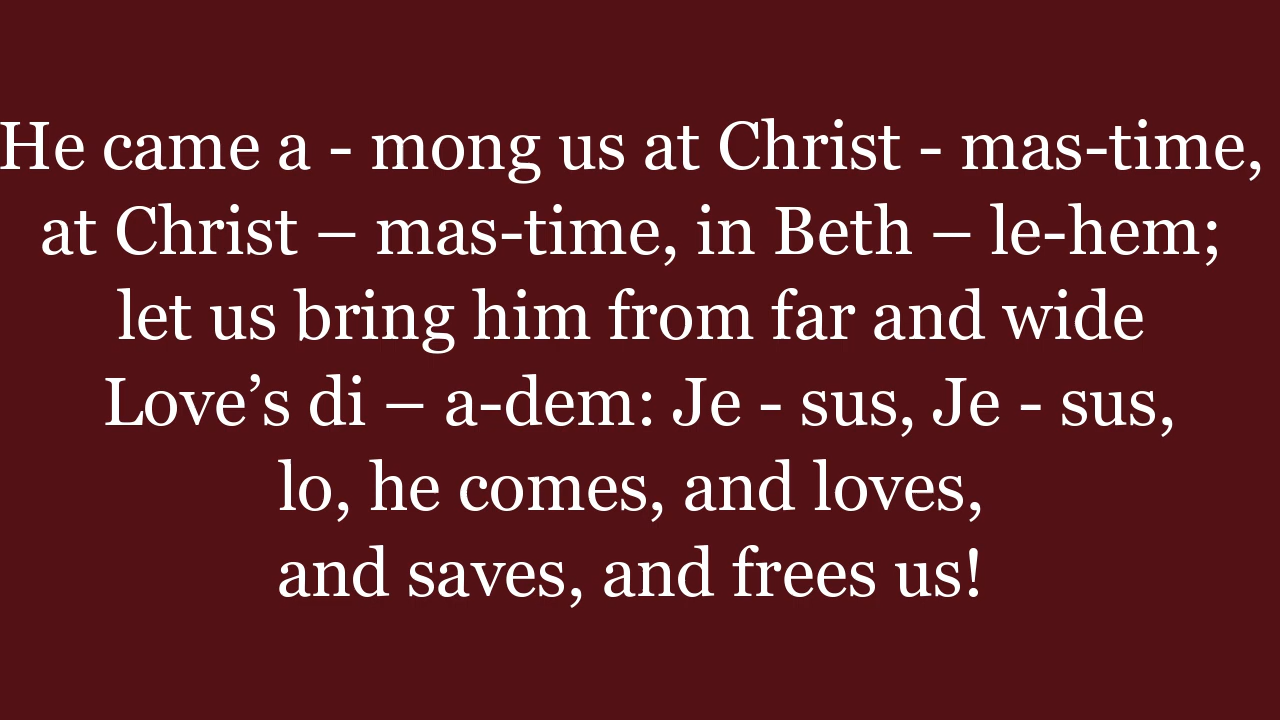 He came a - mong us at Christ - mas-time,
at Christ – mas-time, in Beth – le-hem;
let us bring him from far and wide
Love’s di – a-dem: Je - sus, Je - sus,
lo, he comes, and loves,
and saves, and frees us!